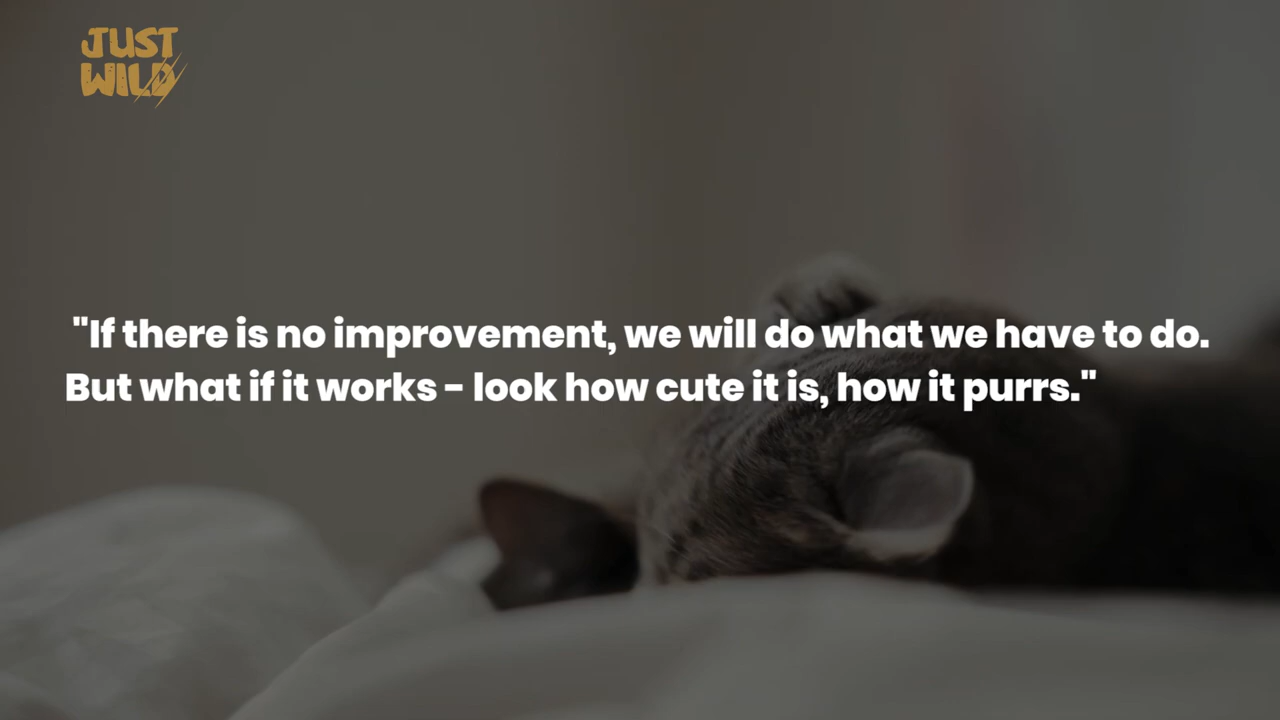 JUST
WILD
"If there is no improvement, we will do what we have to do.
But what if it works - look how cute it is, how it purrs."